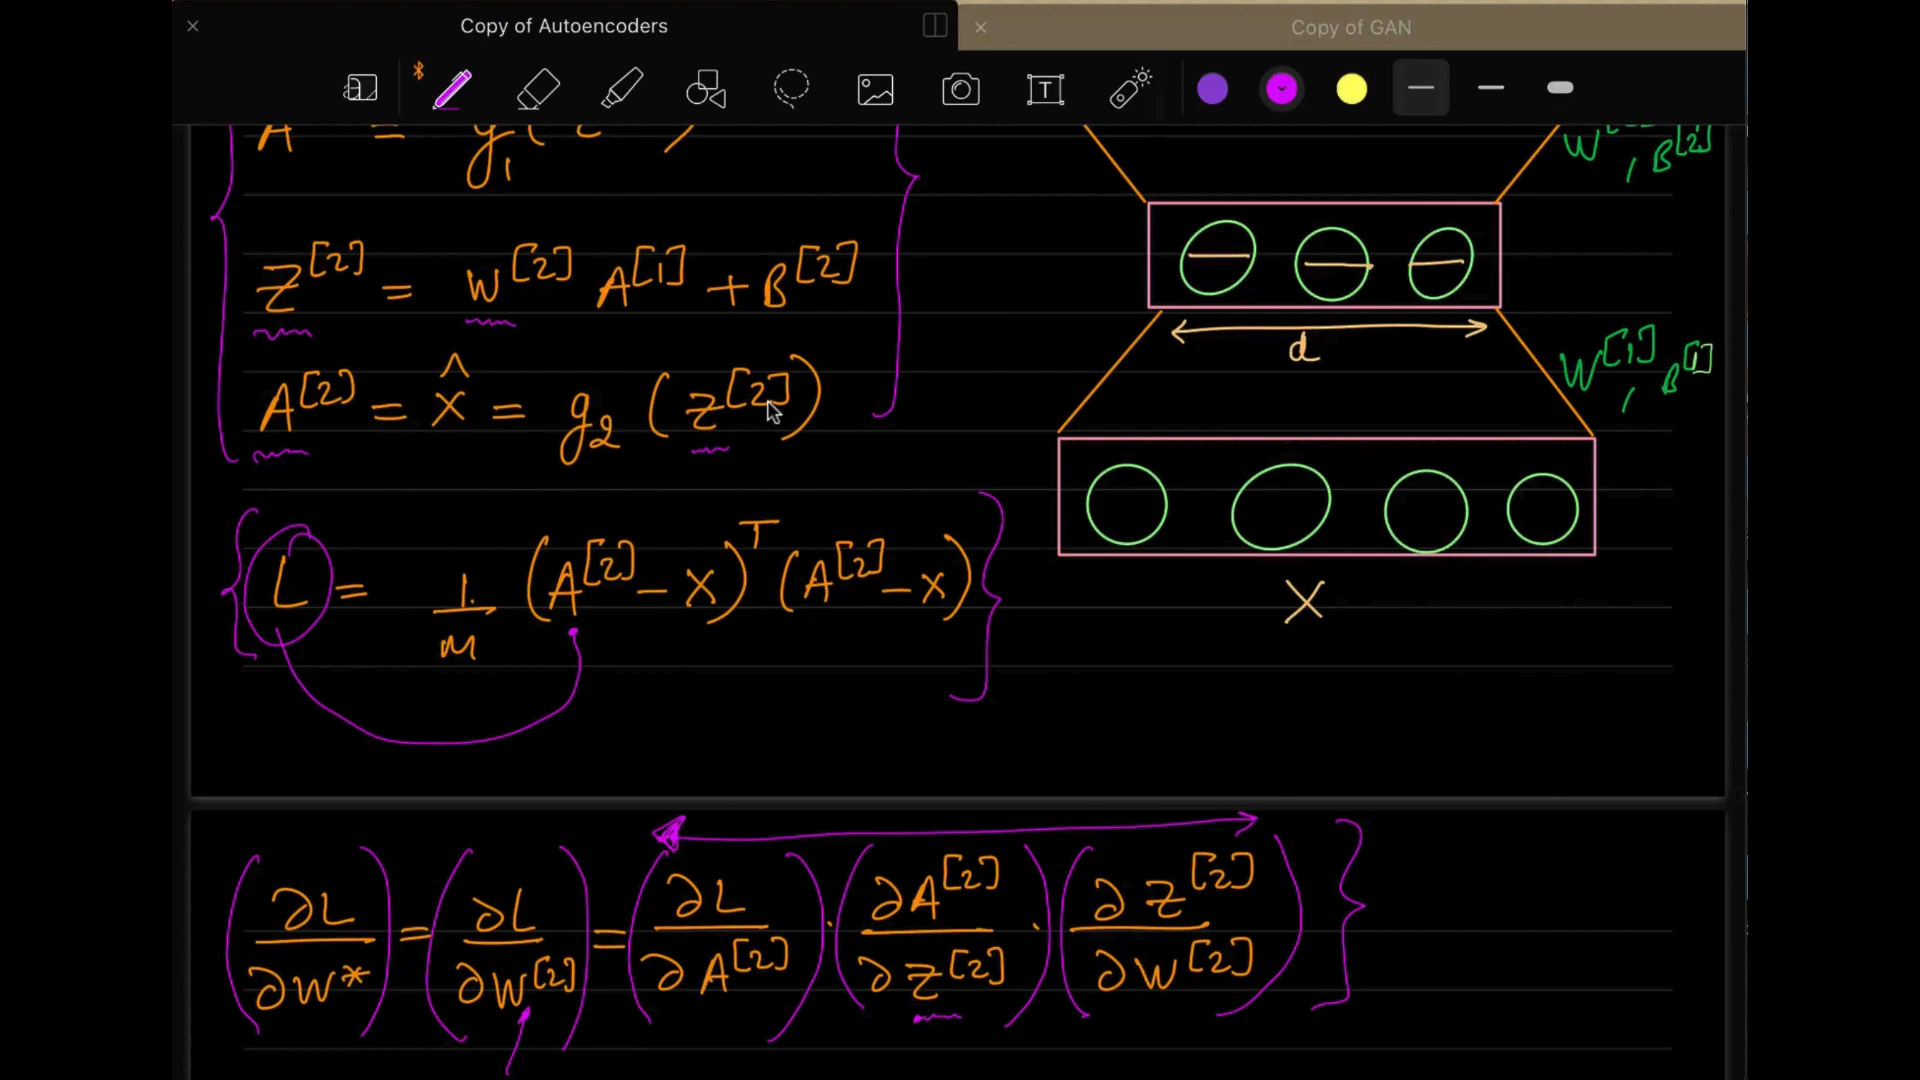 Copy of Autoencoders
Copy of GAN
T
A = g₁(z
W , B[2]
Z[2] = W[2] A[1] + B[2]
d
W[1] , B[1]
A[2] = X̂ = g₂ (Z[2])
L = 1/m (A[2] − X)ᵀ (A[2] − X)
X
(∂L/∂W*) = (∂L/∂W[2]) = (∂L/∂A[2]) · (∂A[2]/∂Z[2]) · (∂Z[2]/∂W[2])